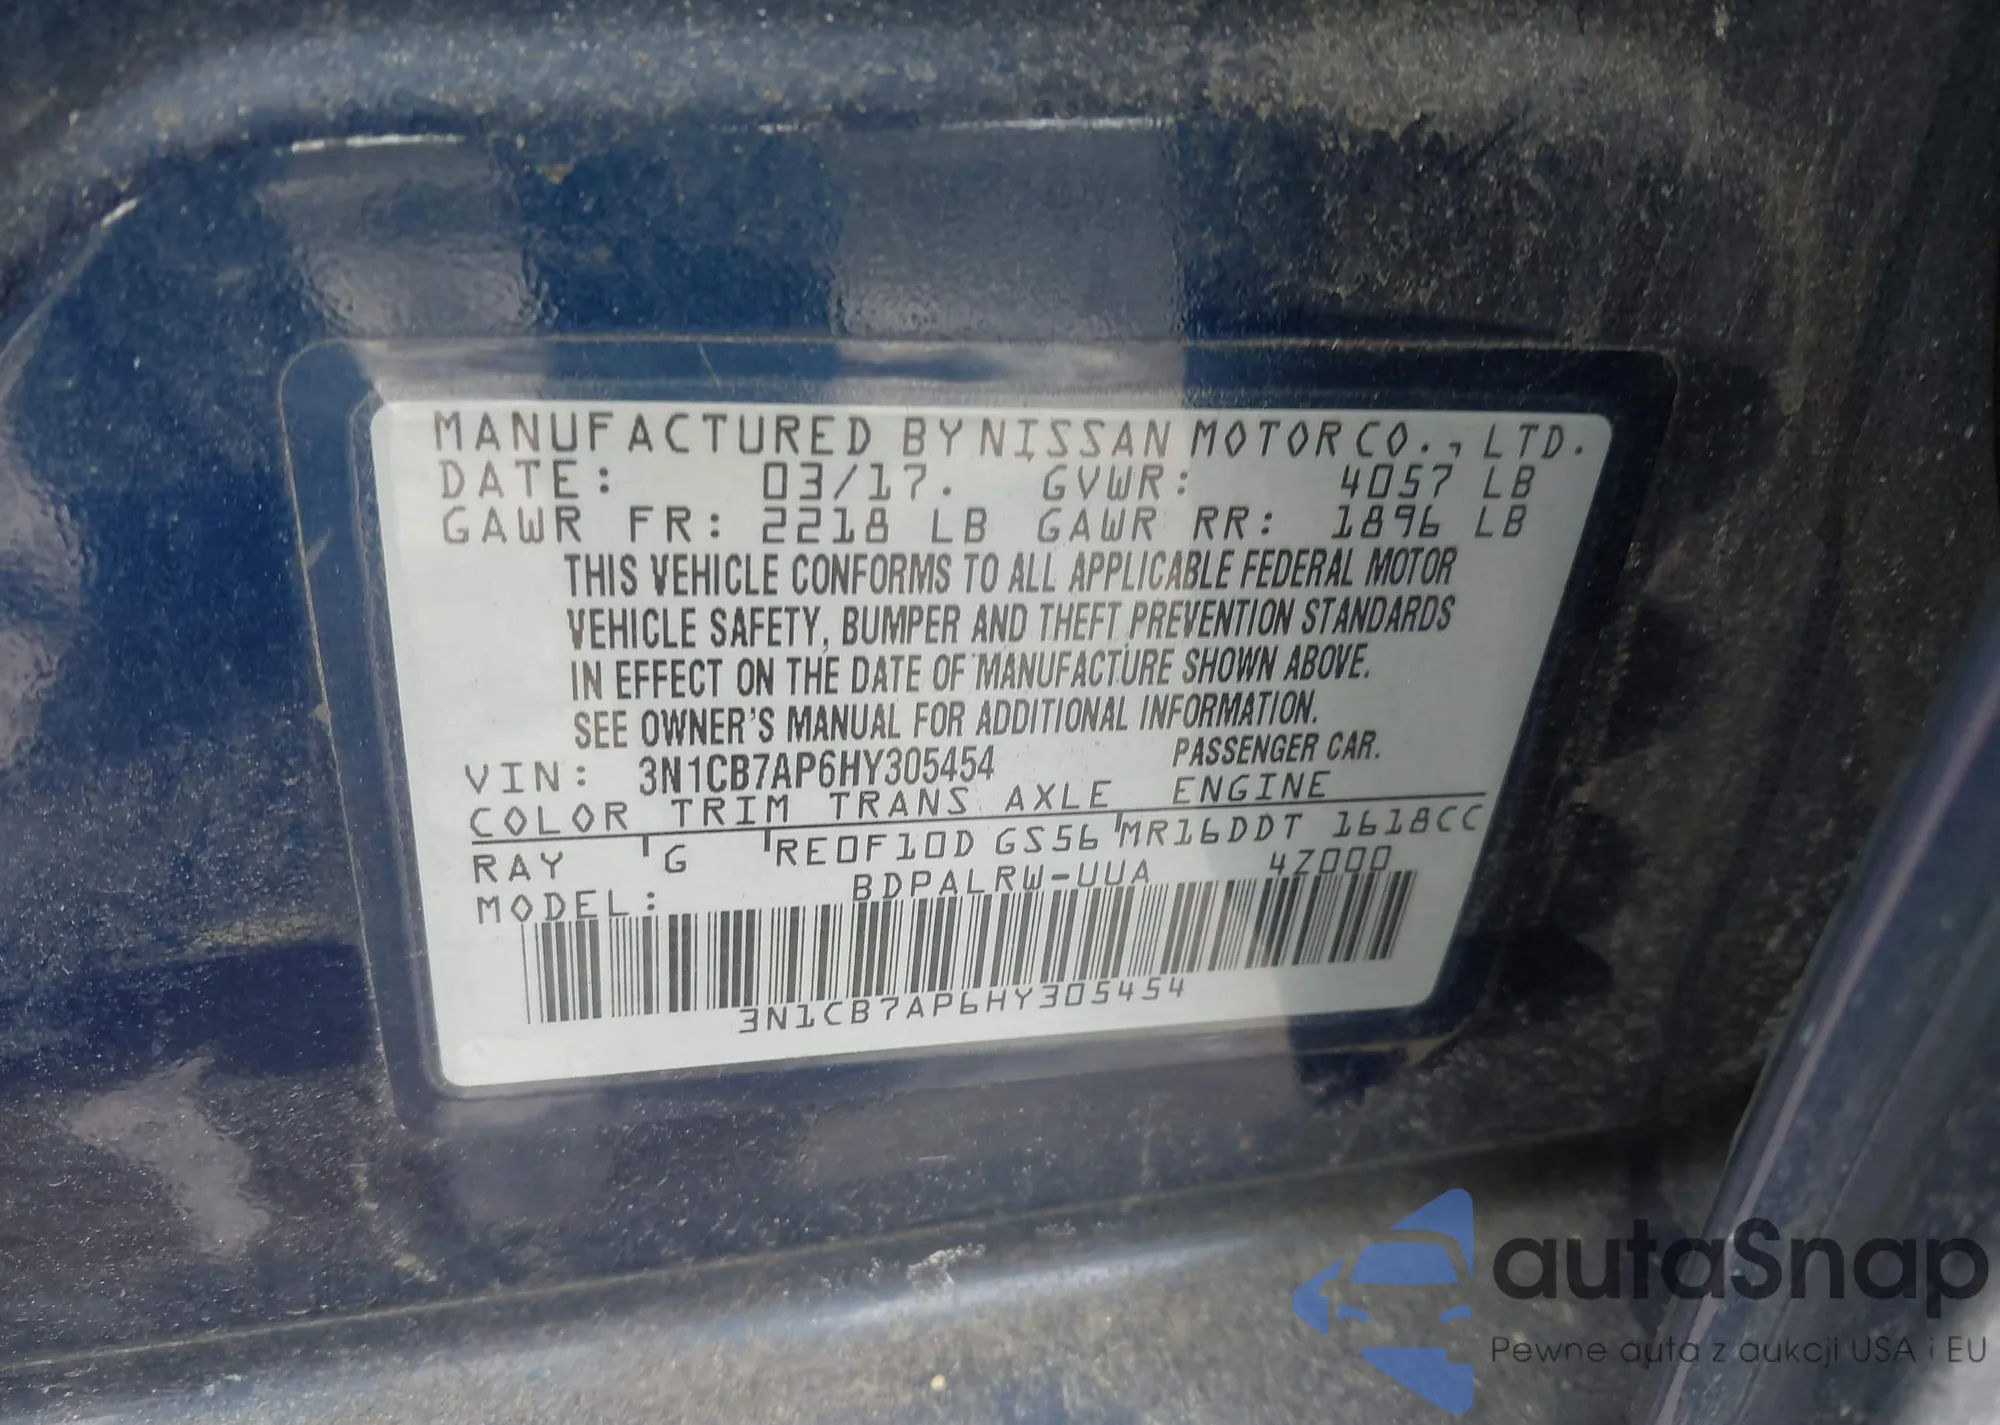 MANUFACTURED BY NISSAN MOTOR CO., LTD.
DATE: 03/17. GVWR: 4057 LB
GAWR FR: 2218 LB GAWR RR: 1896 LB
THIS VEHICLE CONFORMS TO ALL APPLICABLE FEDERAL MOTOR
VEHICLE SAFETY, BUMPER AND THEFT PREVENTION STANDARDS
IN EFFECT ON THE DATE OF MANUFACTURE SHOWN ABOVE.
SEE OWNER'S MANUAL FOR ADDITIONAL INFORMATION.
VIN: 3N1CB7AP6HY305454 PASSENGER CAR.
COLOR TRIM TRANS AXLE ENGINE
RAY G RE0F10D GS56 MR16DDT 1618CC
MODEL: BDPALRW-UUA 4Z000
3N1CB7AP6HY305454
autaSnap
Pewne auta z aukcji USA i EU